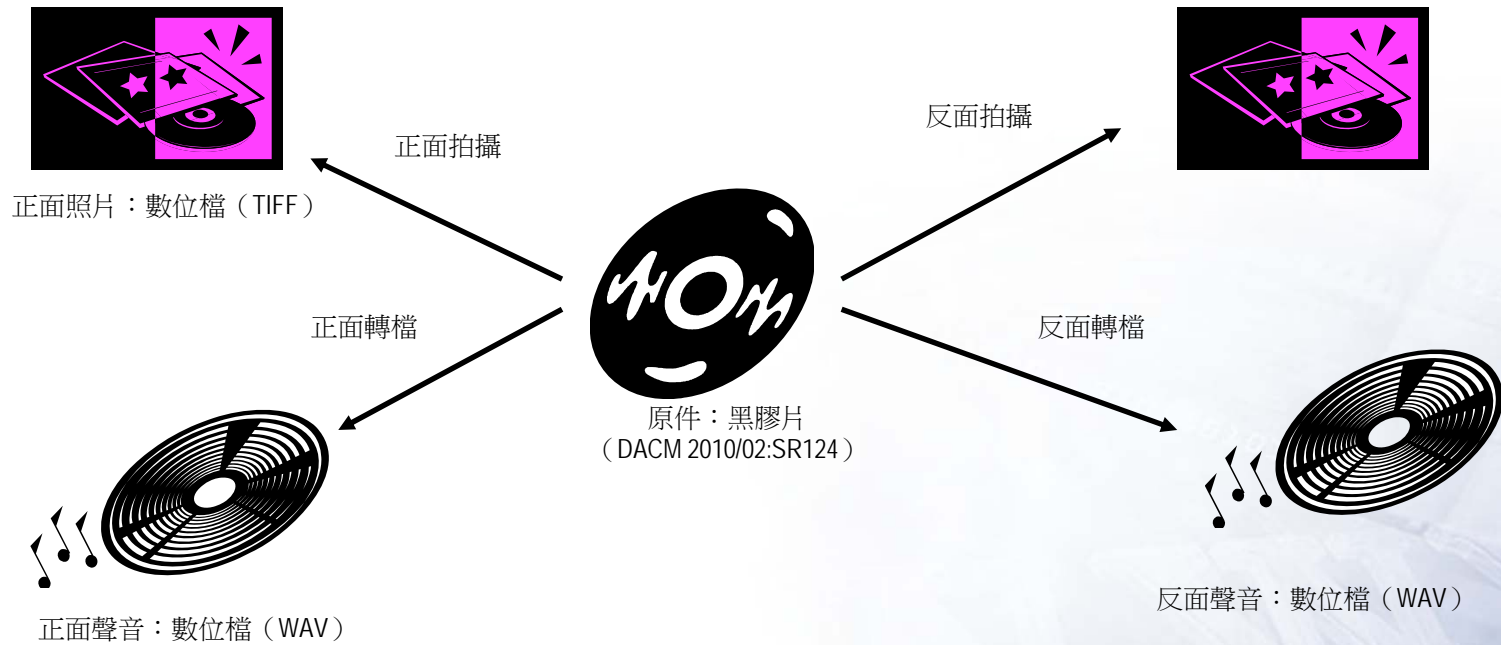 反面拍攝
正面拍攝
正面照片：數位檔（TIFF）
正面轉檔
反面轉檔
原件：黑膠片
（DACM 2010/02:SR124）
反面聲音：數位檔（WAV）
正面聲音：數位檔（WAV）